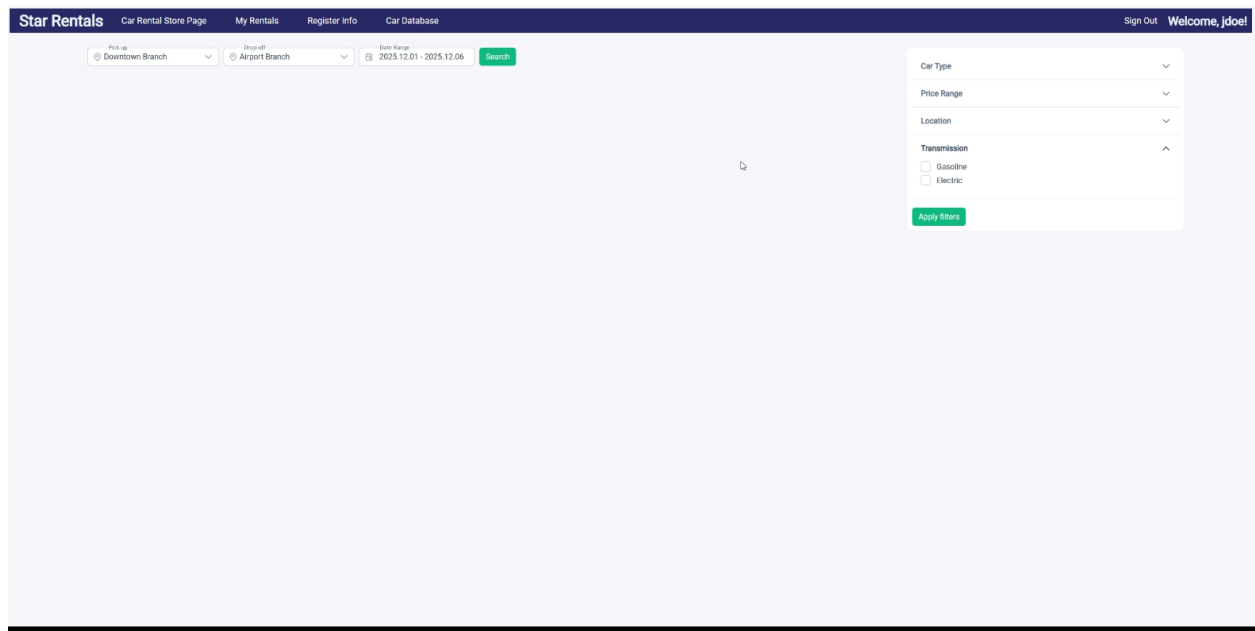 Star Rentals Car Rental Store Page My Rentals Register Info Car Database Sign Out Welcome, jdoe!
Pick up Drop-off Date Range
Downtown Branch Airport Branch 2025.12.01 - 2025.12.06 Search
Car Type
Price Range
Location
Transmission
Gasoline
Electric
Apply filters